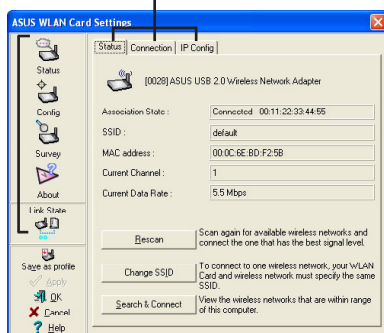 ASUS WLAN Card Settings
Status Connection IP Config
Status
Config
Survey
About
Link State
Save as profile
Apply
OK
Cancel
Help
[0028] ASUS USB 2.0 Wireless Network Adapter
Association State : Connected 00:11:22:33:44:55
SSID : default
MAC address : 00:0C:6E:BD:F2:5B
Current Channel : 1
Current Data Rate : 5.5 Mbps
Rescan
Scan again for available wireless networks and
connect the one that has the best signal level.
Change SSID
To connect to one wireless network, your WLAN
Card and wireless network must specify the same
SSID.
Search & Connect
View the wireless networks that are within range
of this computer.